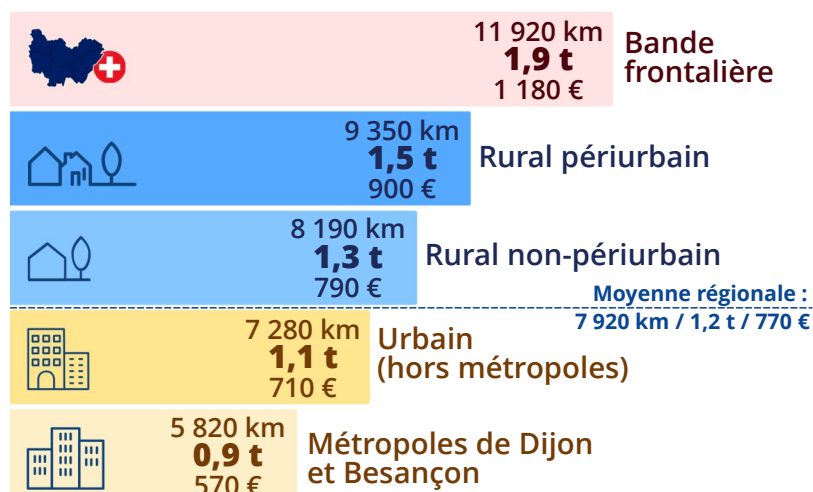 11 920 km
1,9 t
1 180 €
Bande
frontalière
9 350 km
1,5 t
900 €
Rural périurbain
8 190 km
1,3 t
790 €
Rural non-périurbain
Moyenne régionale :
7 920 km / 1,2 t / 770 €
7 280 km
1,1 t
710 €
Urbain
(hors métropoles)
5 820 km
0,9 t
570 €
Métropoles de Dijon
et Besançon